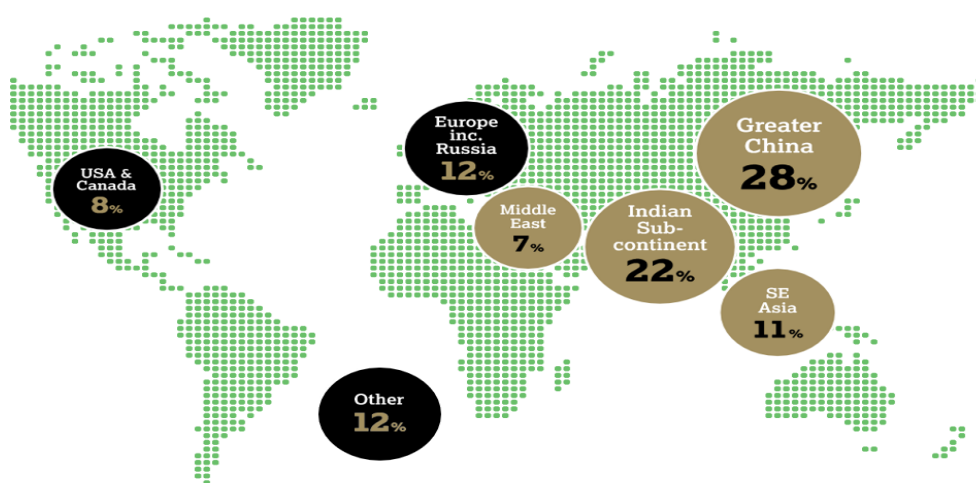 USA &
Canada
8%
Europe
inc.
Russia
12%
Middle
East
7%
Indian
Sub-
continent
22%
Greater
China
28%
SE
Asia
11%
Other
12%